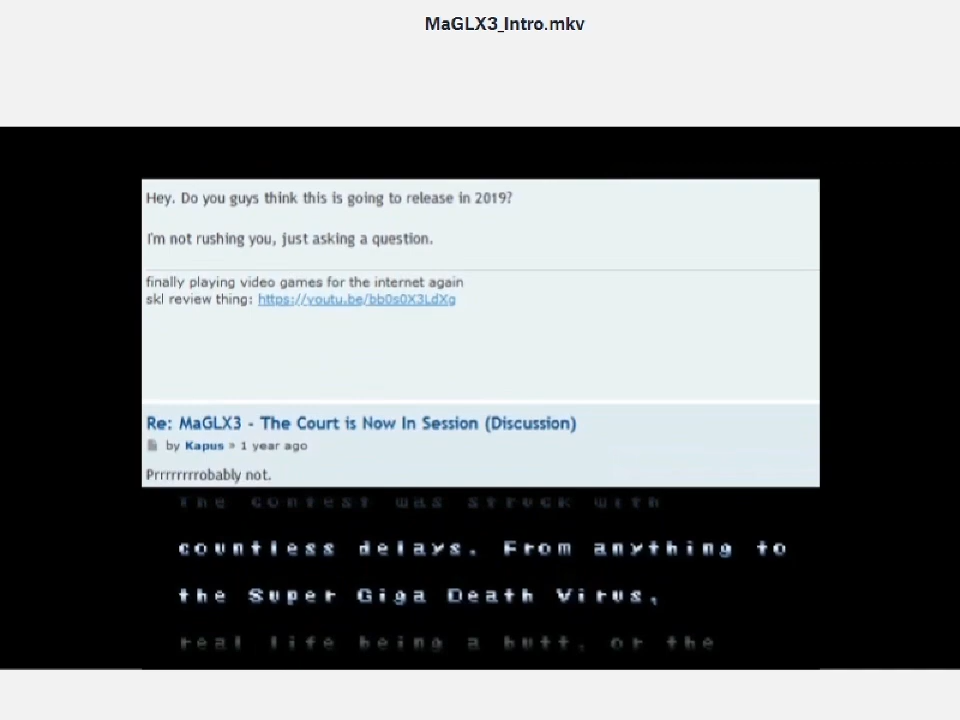 MaGLX3_Intro.mkv
Hey. Do you guys think this is going to release in 2019?
I'm not rushing you, just asking a question.
finally playing video games for the internet again
skl review thing: https://youtu.be/bb0s0X3LdXg
Re: MaGLX3 - The Court is Now In Session (Discussion)
by Kapus » 1 year ago
Prrrrrrrobably not.
The contest was struck with
countless delays. From anything to
the Super Giga Death Virus,
real life being a butt, or the